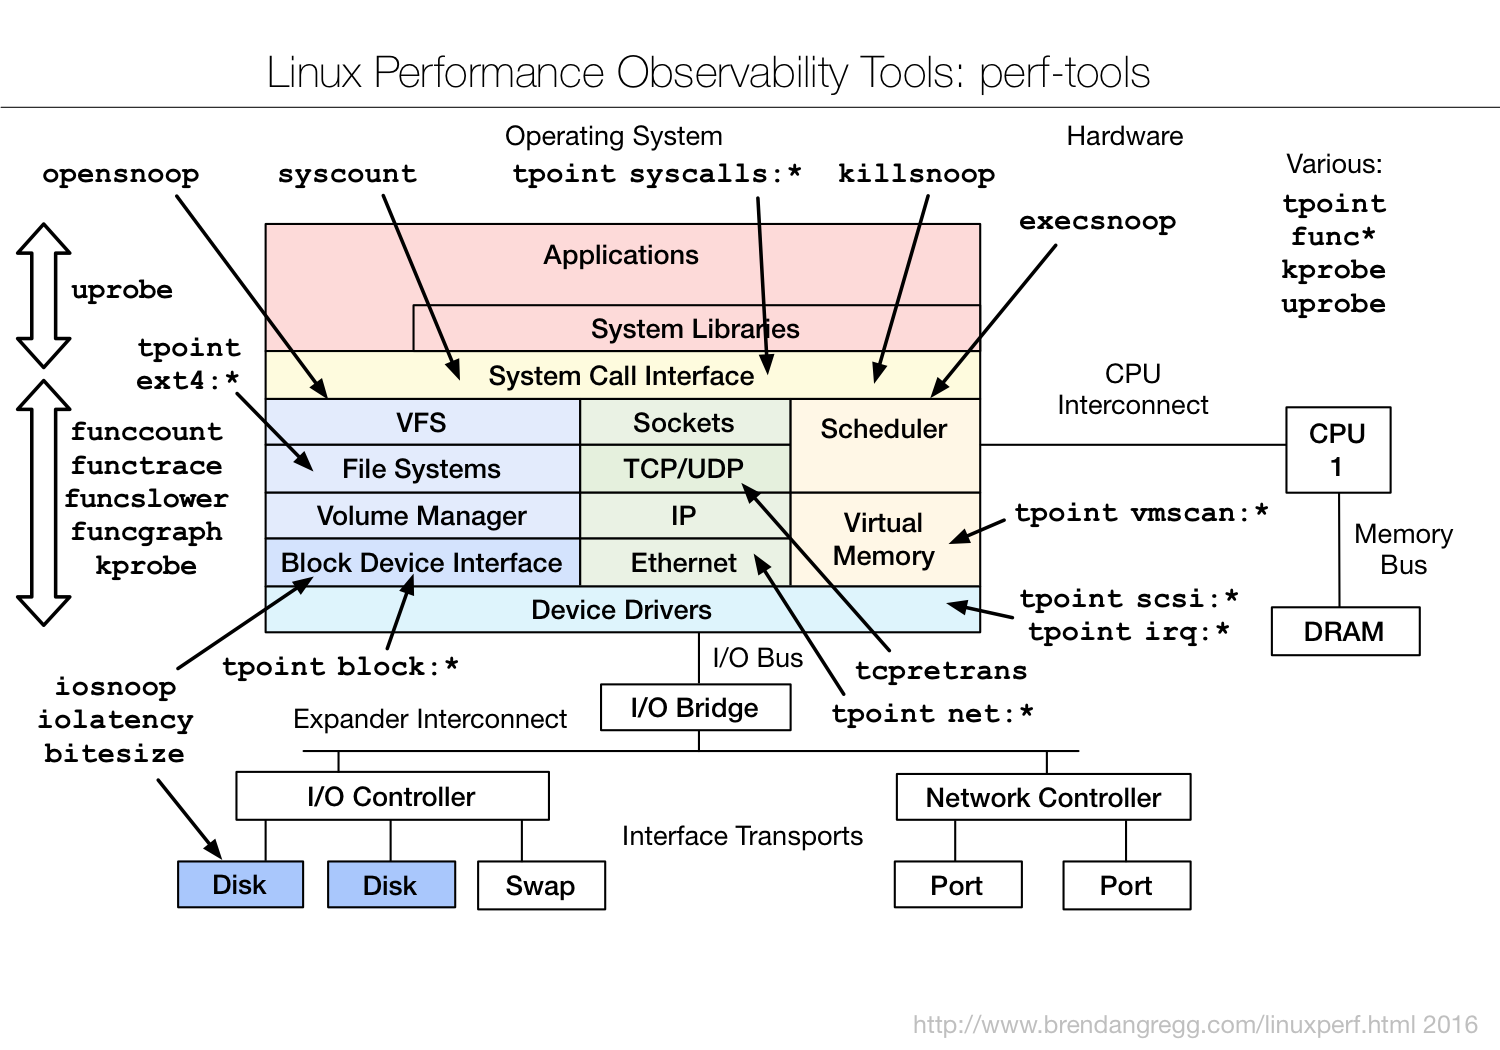 Linux Performance Observability Tools: perf-tools
Operating System
Hardware
Various:
opensnoop
syscount
tpoint syscalls:*
killsnoop
execsnoop
tpoint
func*
kprobe
uprobe
Applications
uprobe
System Libraries
tpoint
ext4:*
System Call Interface
CPU
Interconnect
VFS
Sockets
Scheduler
CPU
1
funccount
functrace
funcslower
funcgraph
kprobe
File Systems
TCP/UDP
Volume Manager
IP
Virtual
Memory
tpoint vmscan:*
Memory
Bus
Block Device Interface
Ethernet
Device Drivers
tpoint scsi:*
tpoint irq:*
DRAM
tpoint block:*
I/O Bus
tcpretrans
iosnoop
iolatency
bitesize
Expander Interconnect
I/O Bridge
tpoint net:*
I/O Controller
Network Controller
Interface Transports
Disk
Disk
Swap
Port
Port
http://www.brendangregg.com/linuxperf.html 2016